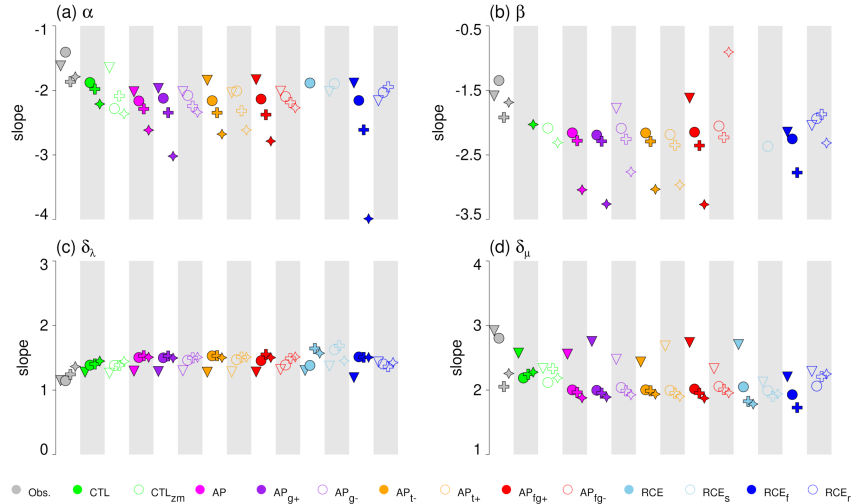 (a) α
(b) β
-1
-2
-3
-4
slope
-0.5
-1.5
-2.5
-3.5
slope
(c) δλ
(d) δμ
3
2
1
0
slope
4
3
2
1
slope
Obs. CTL CTLzm AP APg+ APg- APt- APt+ APfg+ APfg- RCE RCEs RCEf RCEr